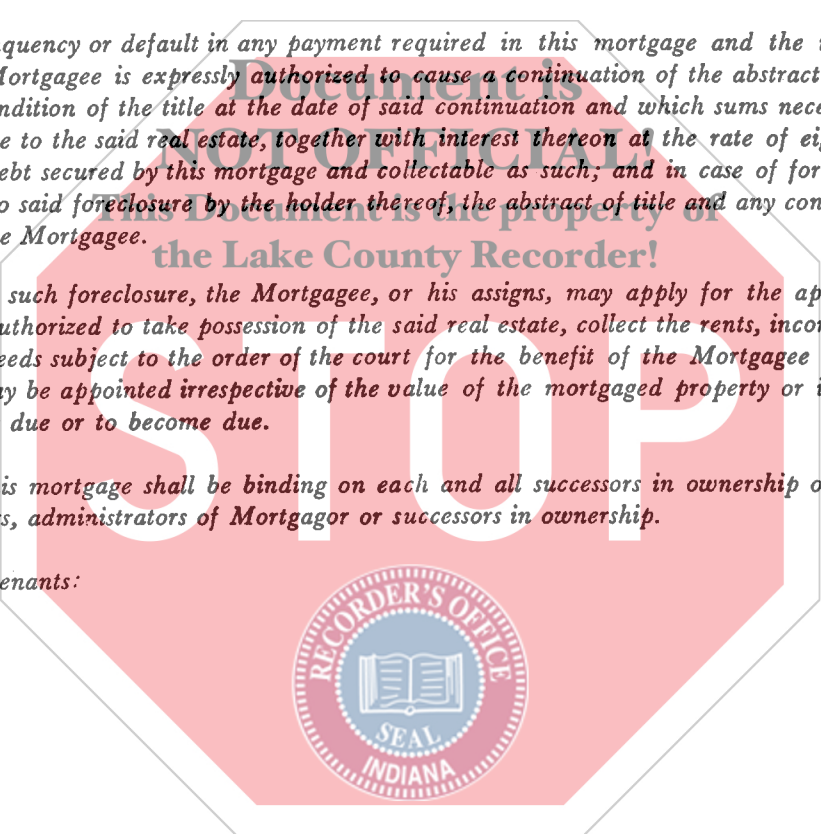 quency or default in any payment required in this mortgage and the
Mortgagee is expressly authorized to cause a continuation of the abstract
ndition of the title at the date of said continuation and which sums nece
e to the said real estate, together with interest thereon at the rate of ei
ebt secured by this mortgage and collectable as such; and in case of for
o said foreclosure by the holder thereof, the abstract of title and any con
e Mortgagee.
such foreclosure, the Mortgagee, or his assigns, may apply for the ap
uthorized to take possession of the said real estate, collect the rents, inco
eeds subject to the order of the court for the benefit of the Mortgagee
y be appointed irrespective of the value of the mortgaged property or i
due or to become due.
is mortgage shall be binding on each and all successors in ownership o
s, administrators of Mortgagor or successors in ownership.
enants:
Document is
NOT OFFICIAL!
This Document is the property of
the Lake County Recorder!
STOP
RECORDER'S OFFICE
SEAL
INDIANA